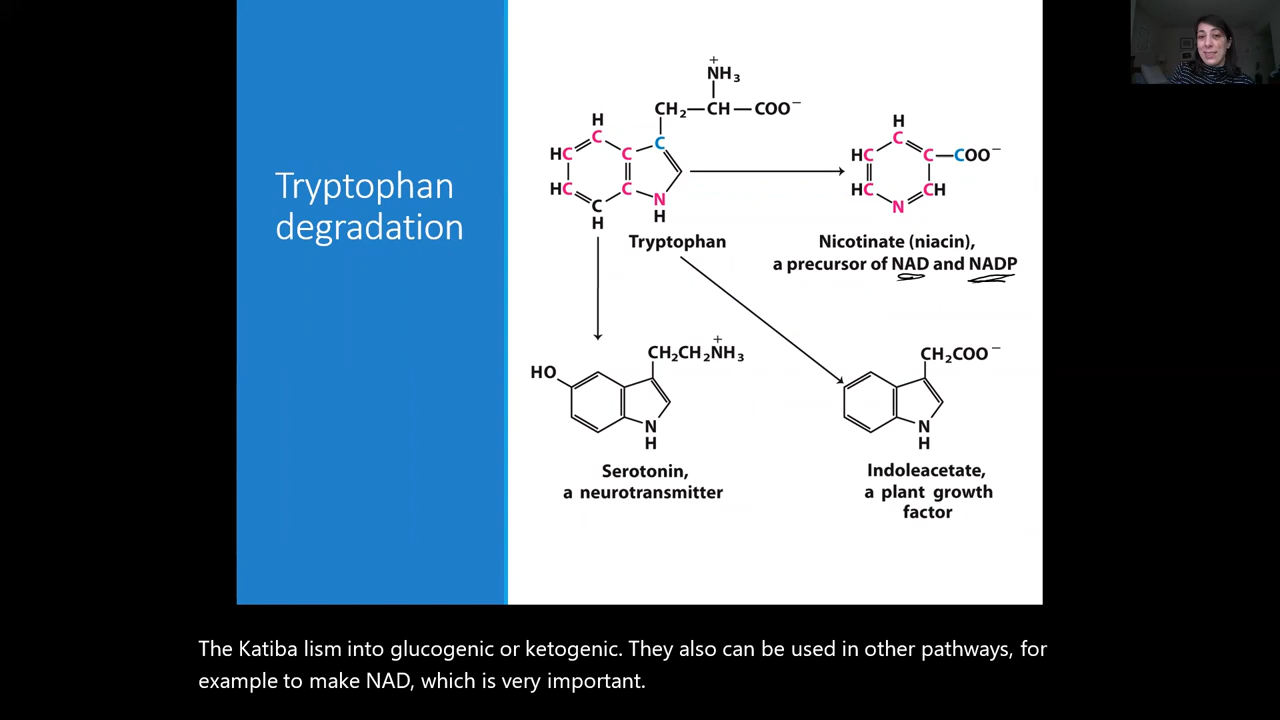 Tryptophan
degradation
+
NH3
CH2—CH—COO−
H
C
HC
C
C
HC
C
C
C
H
N
H
Tryptophan
H
C
HC
C—COO−
HC
CH
N
Nicotinate (niacin),
a precursor of NAD and NADP
+
CH2CH2NH3
HO
N
H
Serotonin,
a neurotransmitter
CH2COO−
N
H
Indoleacetate,
a plant growth
factor
The Katiba lism into glucogenic or ketogenic. They also can be used in other pathways, for
example to make NAD, which is very important.